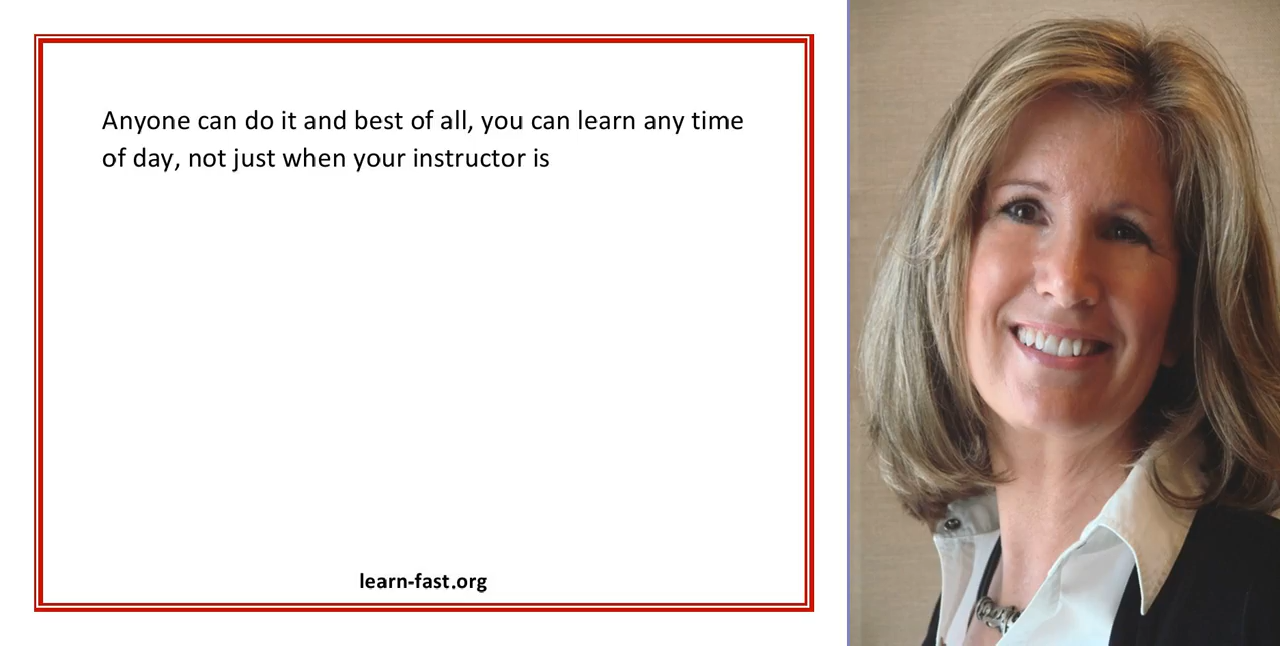 Anyone can do it and best of all, you can learn any time
of day, not just when your instructor is
learn-fast.org